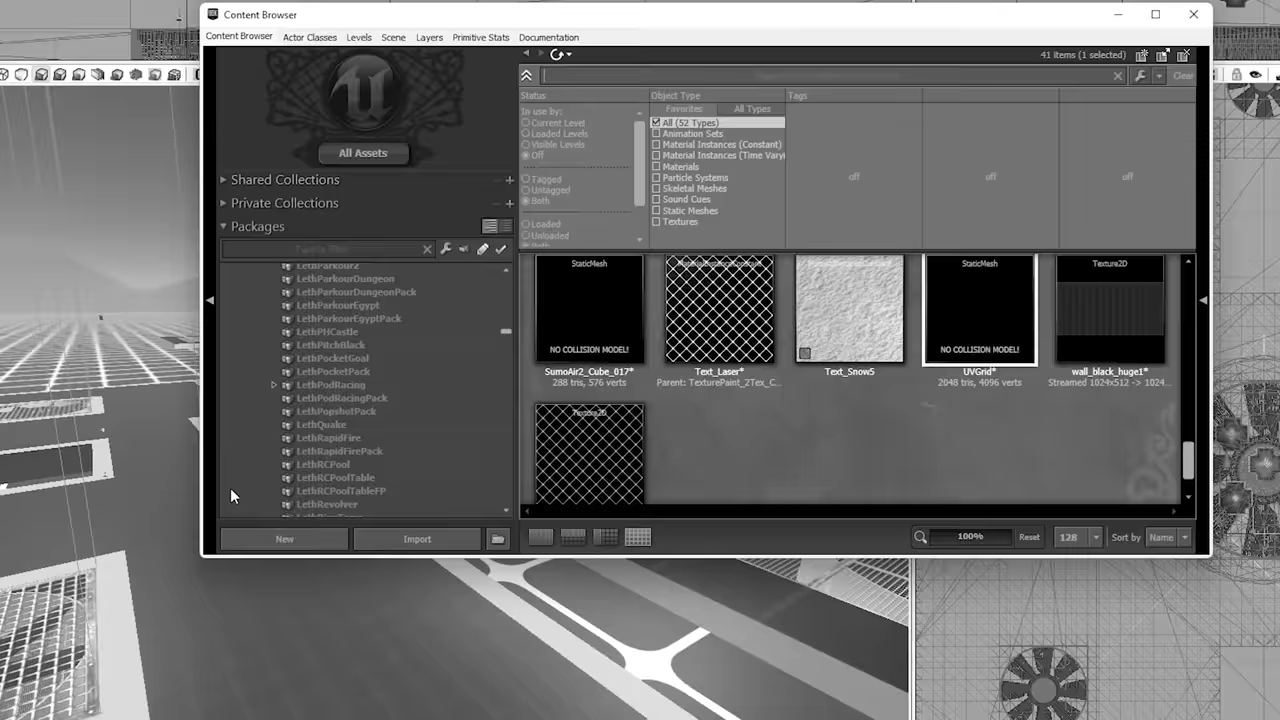 Content Browser
Content Browser Actor Classes Levels Scene Layers Primitive Stats Documentation
41 items (1 selected)
Clear
All Assets
Shared Collections
Private Collections
Packages
LethParkour2
LethParkourDungeon
LethParkourDungeonPack
LethParkourEgypt
LethParkourEgyptPack
LethPHCastle
LethPitchBlack
LethPocketGoal
LethPocketPack
LethPodRacing
LethPodRacingPack
LethPopshotPack
LethQuake
LethRapidFire
LethRapidFirePack
LethRCPool
LethRCPoolTable
LethRCPoolTableFP
LethRevolver
New Import
Status
In use by:
Current Level
Loaded Levels
Visible Levels
Off
Tagged
Untagged
Both
Loaded
Unloaded
Both
Object Type
Favorites All Types
All (52 Types)
Animation Sets
Material Instances (Constant)
Material Instances (Time Vary
Materials
Particle Systems
Skeletal Meshes
Sound Cues
Static Meshes
Textures
Tags
off off off
StaticMesh
NO COLLISION MODEL!
SumoAir2_Cube_017*
288 tris, 576 verts
MaterialInstanceConstant
Text_Laser*
Parent: TexturePaint_2Tex_C...
Text_Snow5
StaticMesh
NO COLLISION MODEL!
UVGrid*
2048 tris, 4096 verts
Texture2D
wall_black_huge1*
Streamed 1024x512 -> 1024...
Texture2D
100% Reset 128 Sort by Name